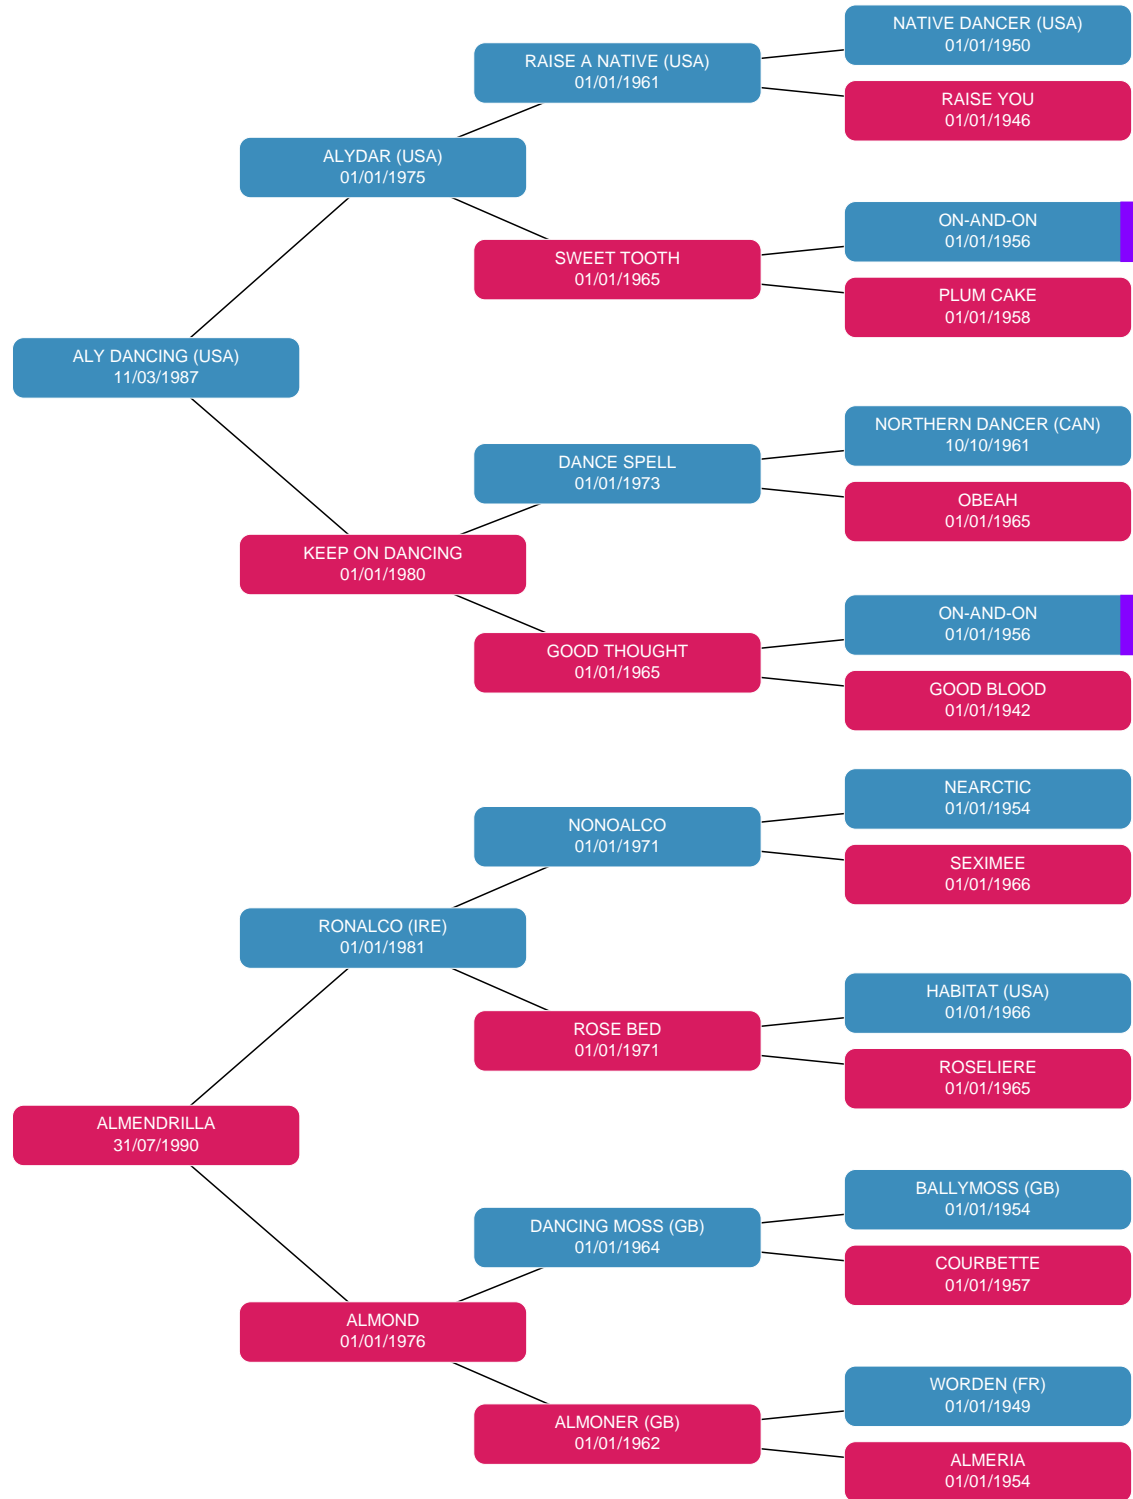 NATIVE DANCER (USA)
01/01/1950
RAISE A NATIVE (USA)
01/01/1961
RAISE YOU
01/01/1946
ALYDAR (USA)
01/01/1975
ON-AND-ON
01/01/1956
SWEET TOOTH
01/01/1965
PLUM CAKE
01/01/1958
ALY DANCING (USA)
11/03/1987
NORTHERN DANCER (CAN)
10/10/1961
DANCE SPELL
01/01/1973
OBEAH
01/01/1965
KEEP ON DANCING
01/01/1980
ON-AND-ON
01/01/1956
GOOD THOUGHT
01/01/1965
GOOD BLOOD
01/01/1942
NEARCTIC
01/01/1954
NONOALCO
01/01/1971
SEXIMEE
01/01/1966
RONALCO (IRE)
01/01/1981
HABITAT (USA)
01/01/1966
ROSE BED
01/01/1971
ROSELIERE
01/01/1965
ALMENDRILLA
31/07/1990
BALLYMOSS (GB)
01/01/1954
DANCING MOSS (GB)
01/01/1964
COURBETTE
01/01/1957
ALMOND
01/01/1976
WORDEN (FR)
01/01/1949
ALMONER (GB)
01/01/1962
ALMERIA
01/01/1954